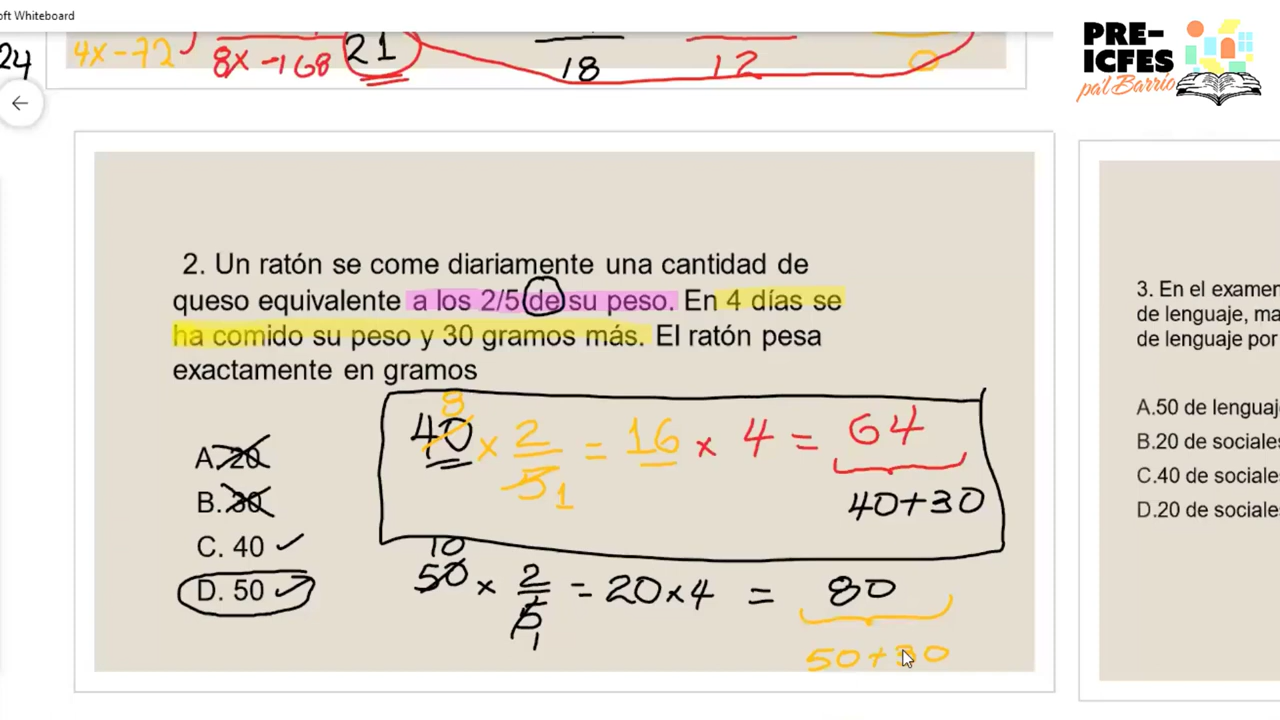 oft Whiteboard
24
4x-72
8x-168
21
18
12
0
PRE-
ICFES
pa'l Barrio
2. Un ratón se come diariamente una cantidad de
queso equivalente a los 2/5 de su peso. En 4 días se
ha comido su peso y 30 gramos más. El ratón pesa
exactamente en gramos
A. 20
B. 30
C. 40 ✓
D. 50 ✓
8
40 × 2/5 = 16 × 4 = 64
1
40+30
10
50 × 2/5 = 20×4 = 80
1
50+30
3. En el examen
de lenguaje, ma
de lenguaje por
A.50 de lenguaj
B.20 de sociales
C.40 de sociales
D.20 de sociales